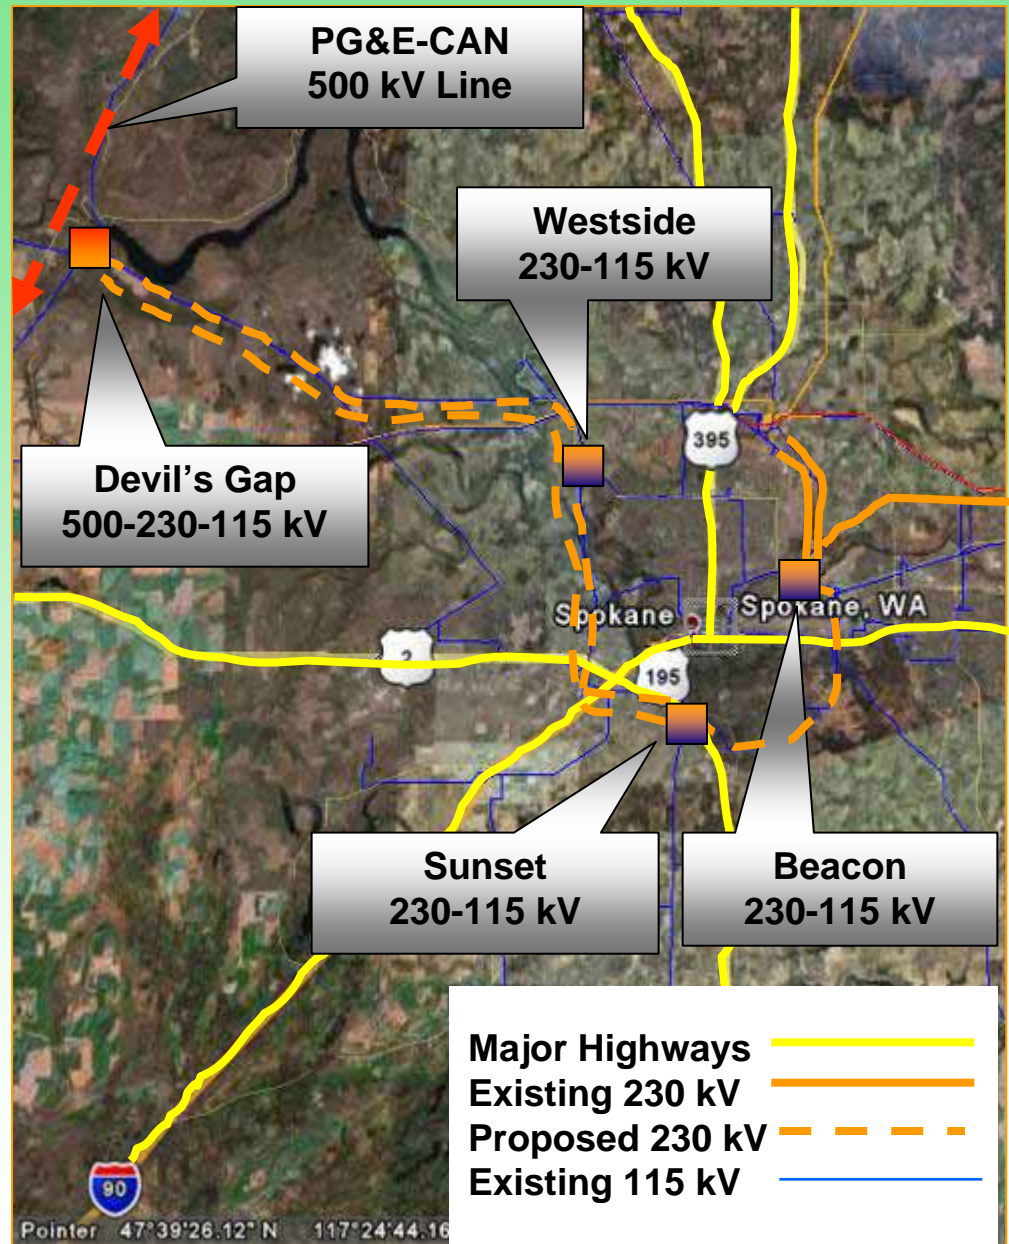 PG&E-CAN
500 kV Line
Westside
230-115 kV
395
Devil's Gap
500-230-115 kV
Spokane
Spokane, WA
2
195
Sunset
230-115 kV
Beacon
230-115 kV
Major Highways
Existing 230 kV
Proposed 230 kV
Existing 115 kV
90
Pointer 47°39'26.12" N 117°24'44.16